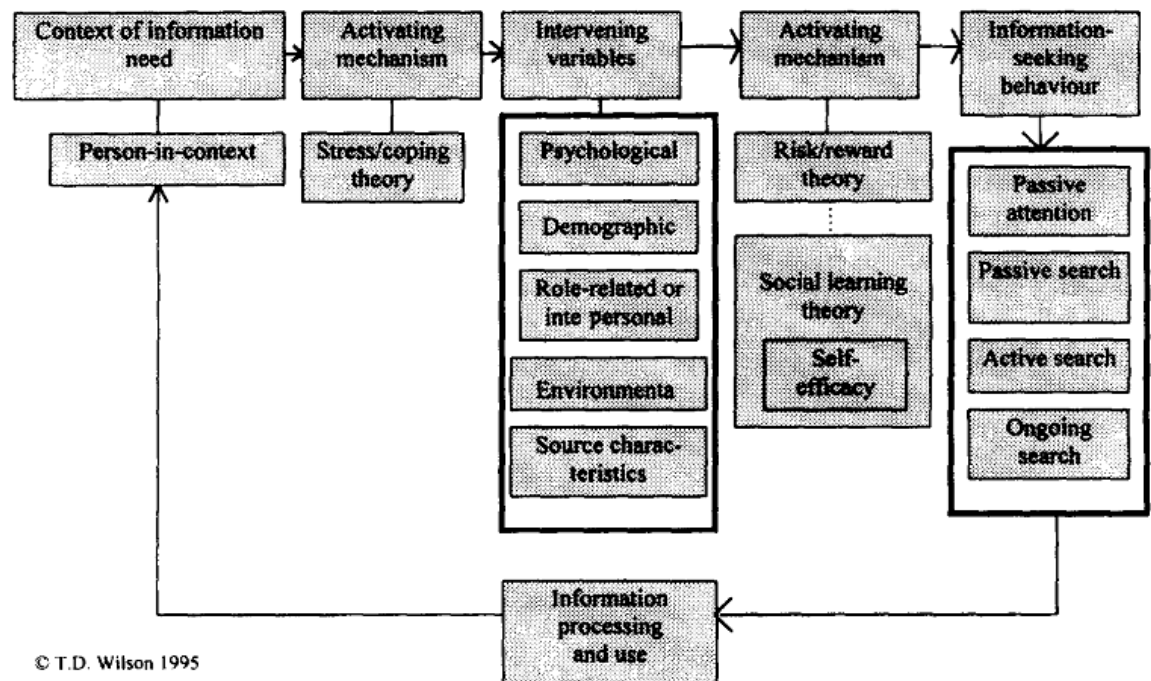 Context of information
need
Activating
mechanism
Intervening
variables
Activating
mechanism
Information-
seeking
behaviour
Person-in-context
Stress/coping
theory
Psychological
Demographic
Role-related or
inte personal
Environmenta
Source charac-
teristics
Risk/reward
theory
Social learning
theory
Self-
efficacy
Passive
attention
Passive search
Active search
Ongoing
search
Information
processing
and use
© T.D. Wilson 1995